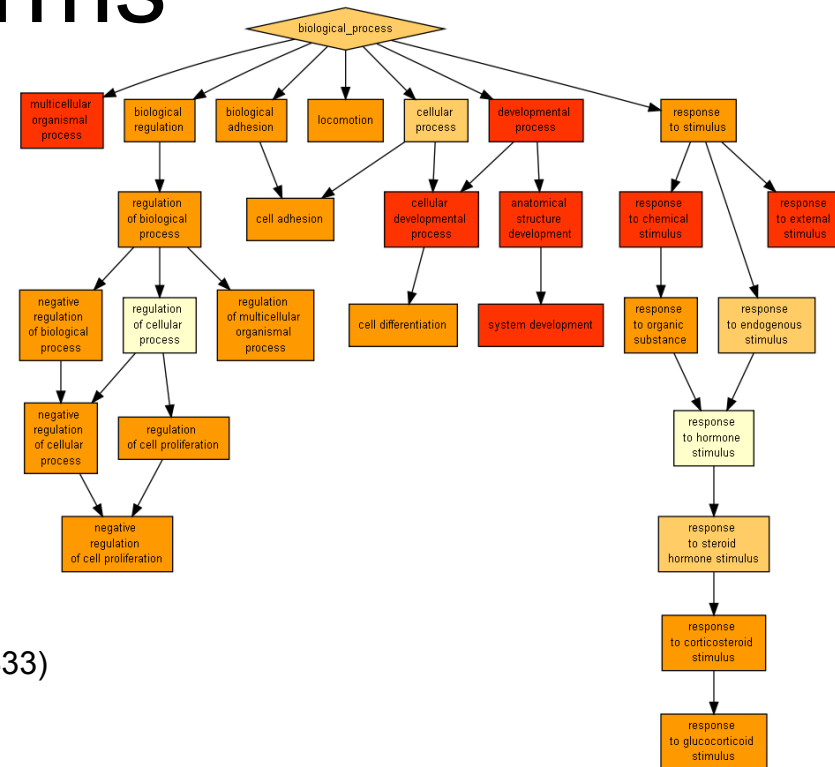 biological_process
multicellular
organismal
process
biological
regulation
biological
adhesion
locomotion
cellular
process
developmental
process
response
to stimulus
regulation
of biological
process
cell adhesion
cellular
developmental
process
anatomical
structure
development
response
to chemical
stimulus
response
to external
stimulus
negative
regulation
of biological
process
regulation
of cellular
process
regulation
of multicellular
organismal
process
cell differentiation
system development
response
to organic
substance
response
to endogenous
stimulus
negative
regulation
of cellular
process
regulation
of cell proliferation
response
to hormone
stimulus
negative
regulation
of cell proliferation
response
to steroid
hormone stimulus
response
to corticosteroid
stimulus
33)
response
to glucocorticoid
stimulus